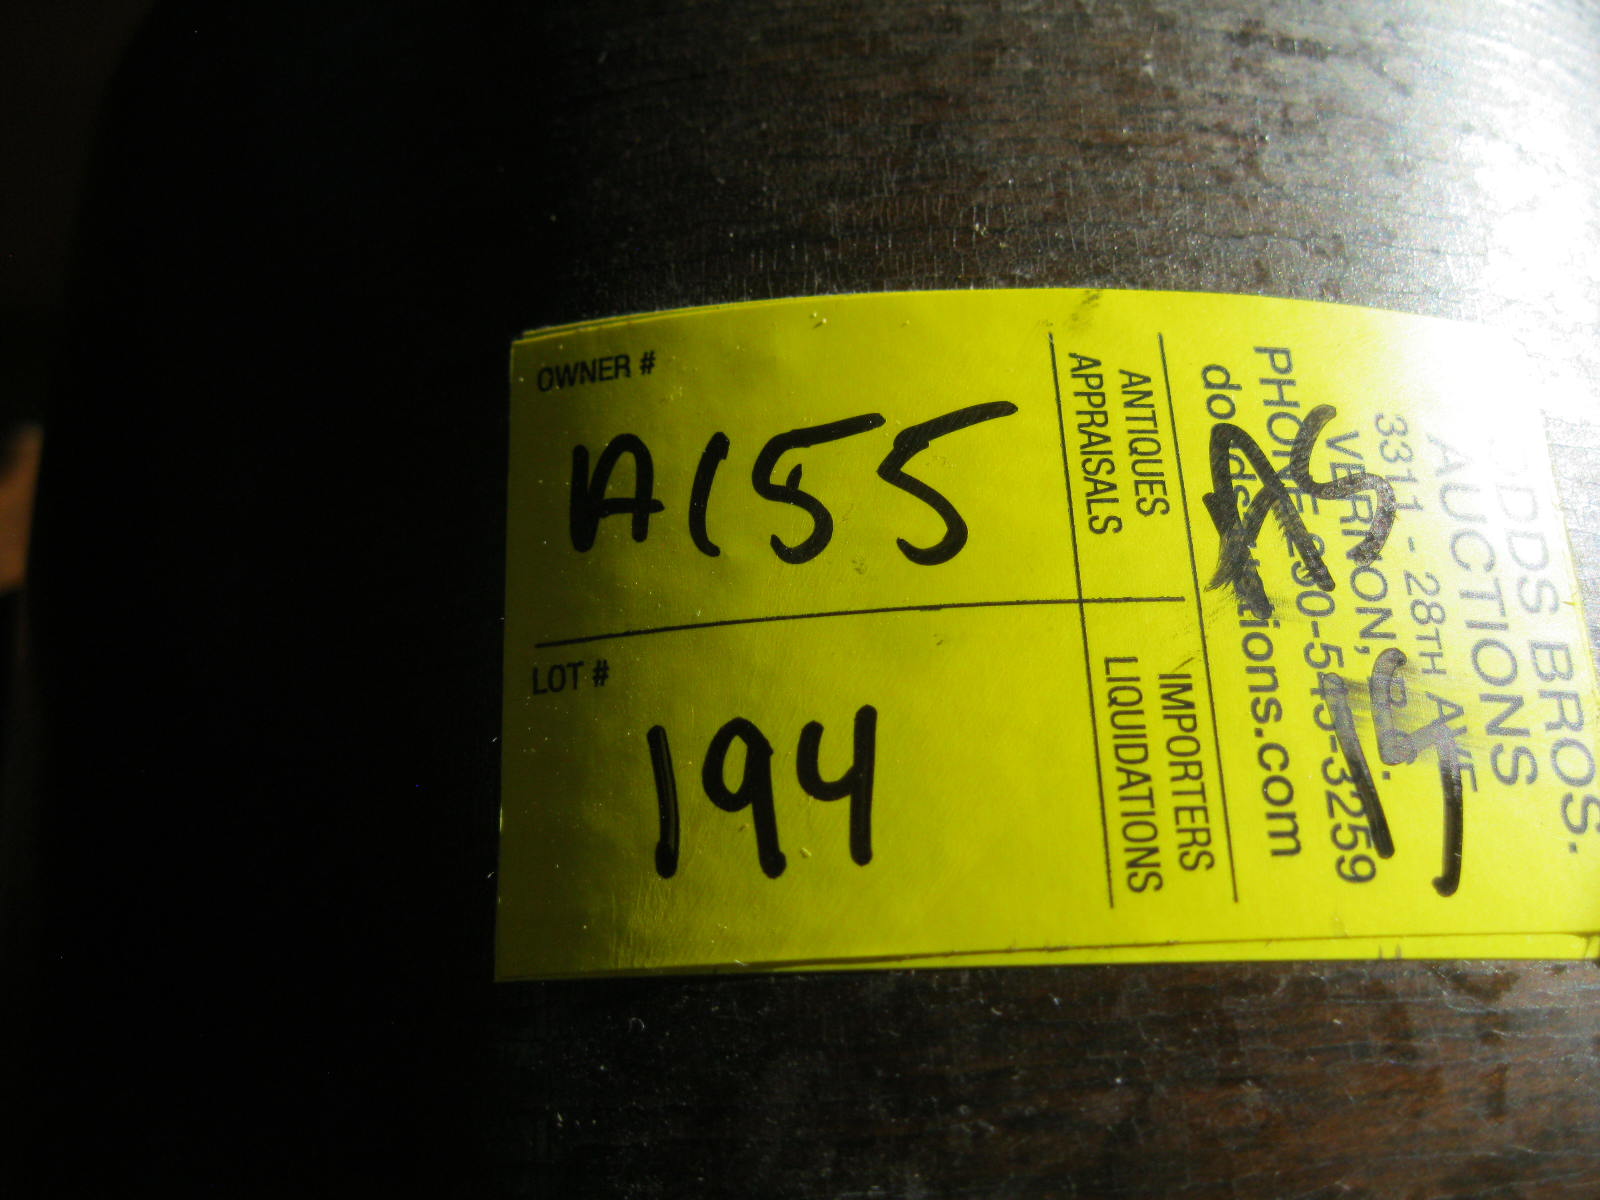 OWNER #
A155
LOT #
194
ANTIQUES
APPRAISALS
IMPORTERS
LIQUIDATIONS
DDS BROS.
AUCTIONS
3311 - 28TH AVE
VERNON, B.
PHONE 250-545-3259
doddsauctions.com